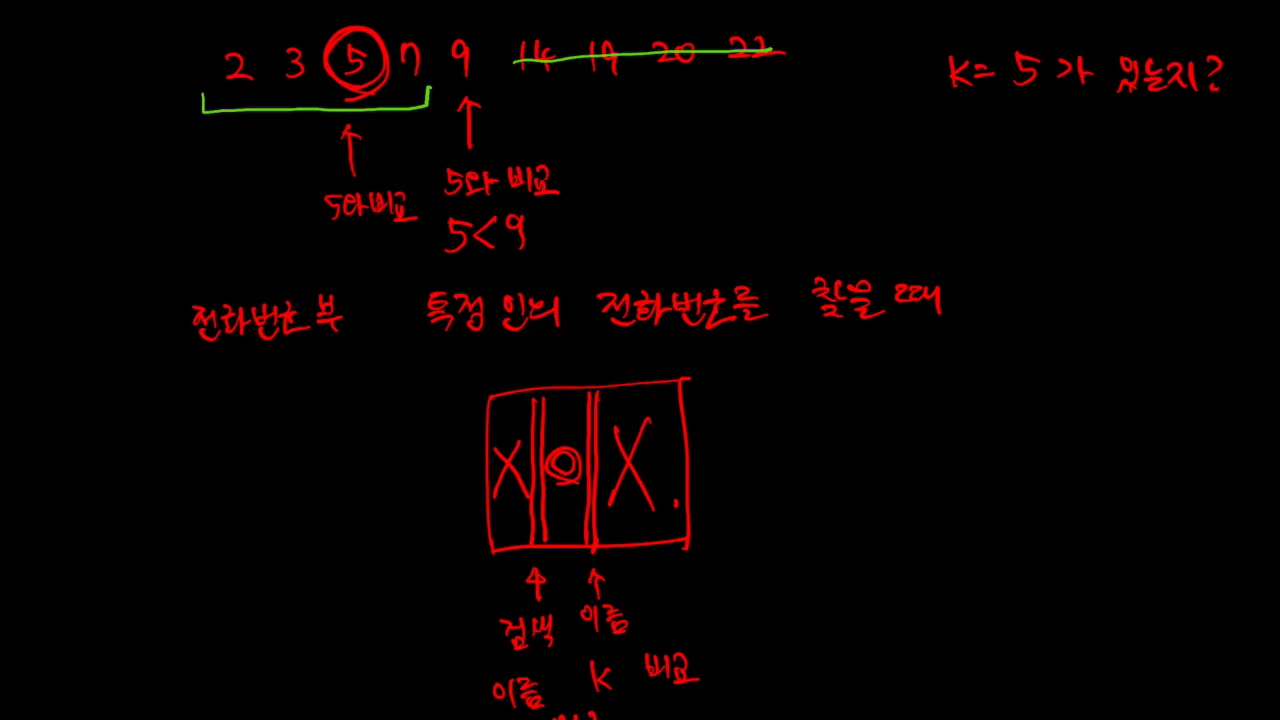 2 3 5 7 9 14 19 20 22
k = 5가 있는지?
5와 비교
5와 비교
5 < 9
전화번호부 특정인의 전화번호를 찾을 때
X O X
검색 이름
이름 k 비교